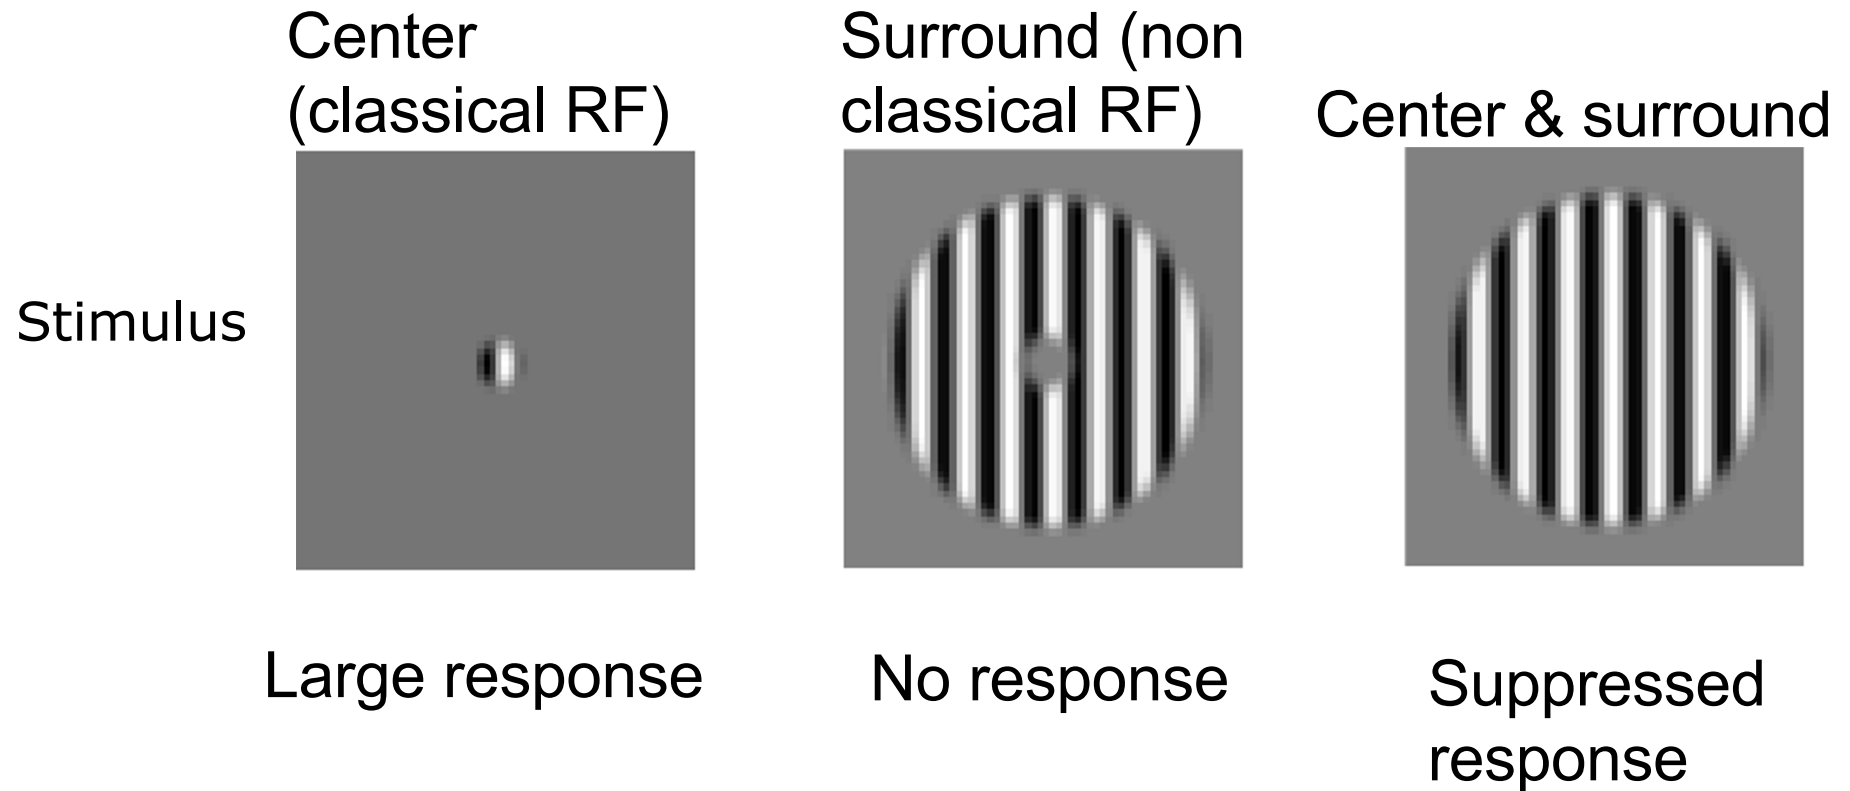 Center
(classical RF)
Surround (non
classical RF)
Center & surround
Stimulus
Large response
No response
Suppressed
response